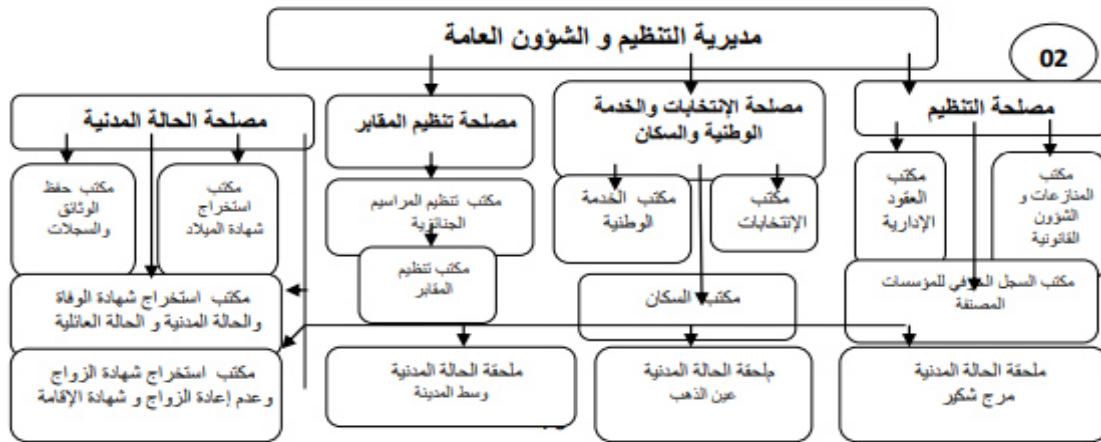 مديرية التنظيم و الشؤون العامة
02
مصلحة التنظيم
مصلحة الإنتخابات والخدمة
الوطنية والسكان
مصلحة تنظيم المقابر
مصلحة الحالة المدنية
مكتب
المنازعات و
الشؤون
القانونية
مكتب
العقود
الإدارية
مكتب
الإنتخابات
مكتب الخدمة
الوطنية
مكتب تنظيم المراسيم
الجنائزية
مكتب
استخراج
شهادة الميلاد
مكتب حفظ
الوثائق
والسجلات
مكتب السجل للمؤسسات
المصنفة
مكتب السكان
مكتب تنظيم
المقابر
مكتب استخراج شهادة الوفاة
والحالة المدنية و الحالة العائلية
ملحقة الحالة المدنية
مرج شكير
ملحقة الحالة المدنية
عين الذهب
ملحقة الحالة المدنية
وسط المدينة
مكتب استخراج شهادة الزواج
وعدم إعادة الزواج و شهادة الإقامة